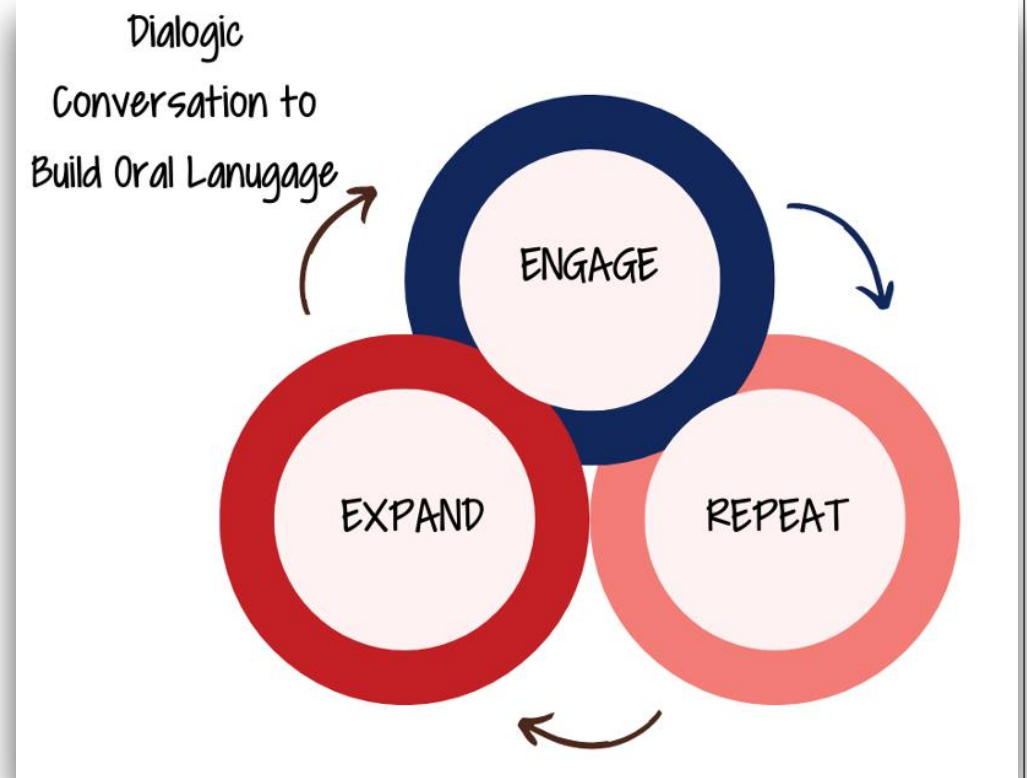 Dialogic
Conversation to
Build Oral Lanugage
ENGAGE
EXPAND
REPEAT